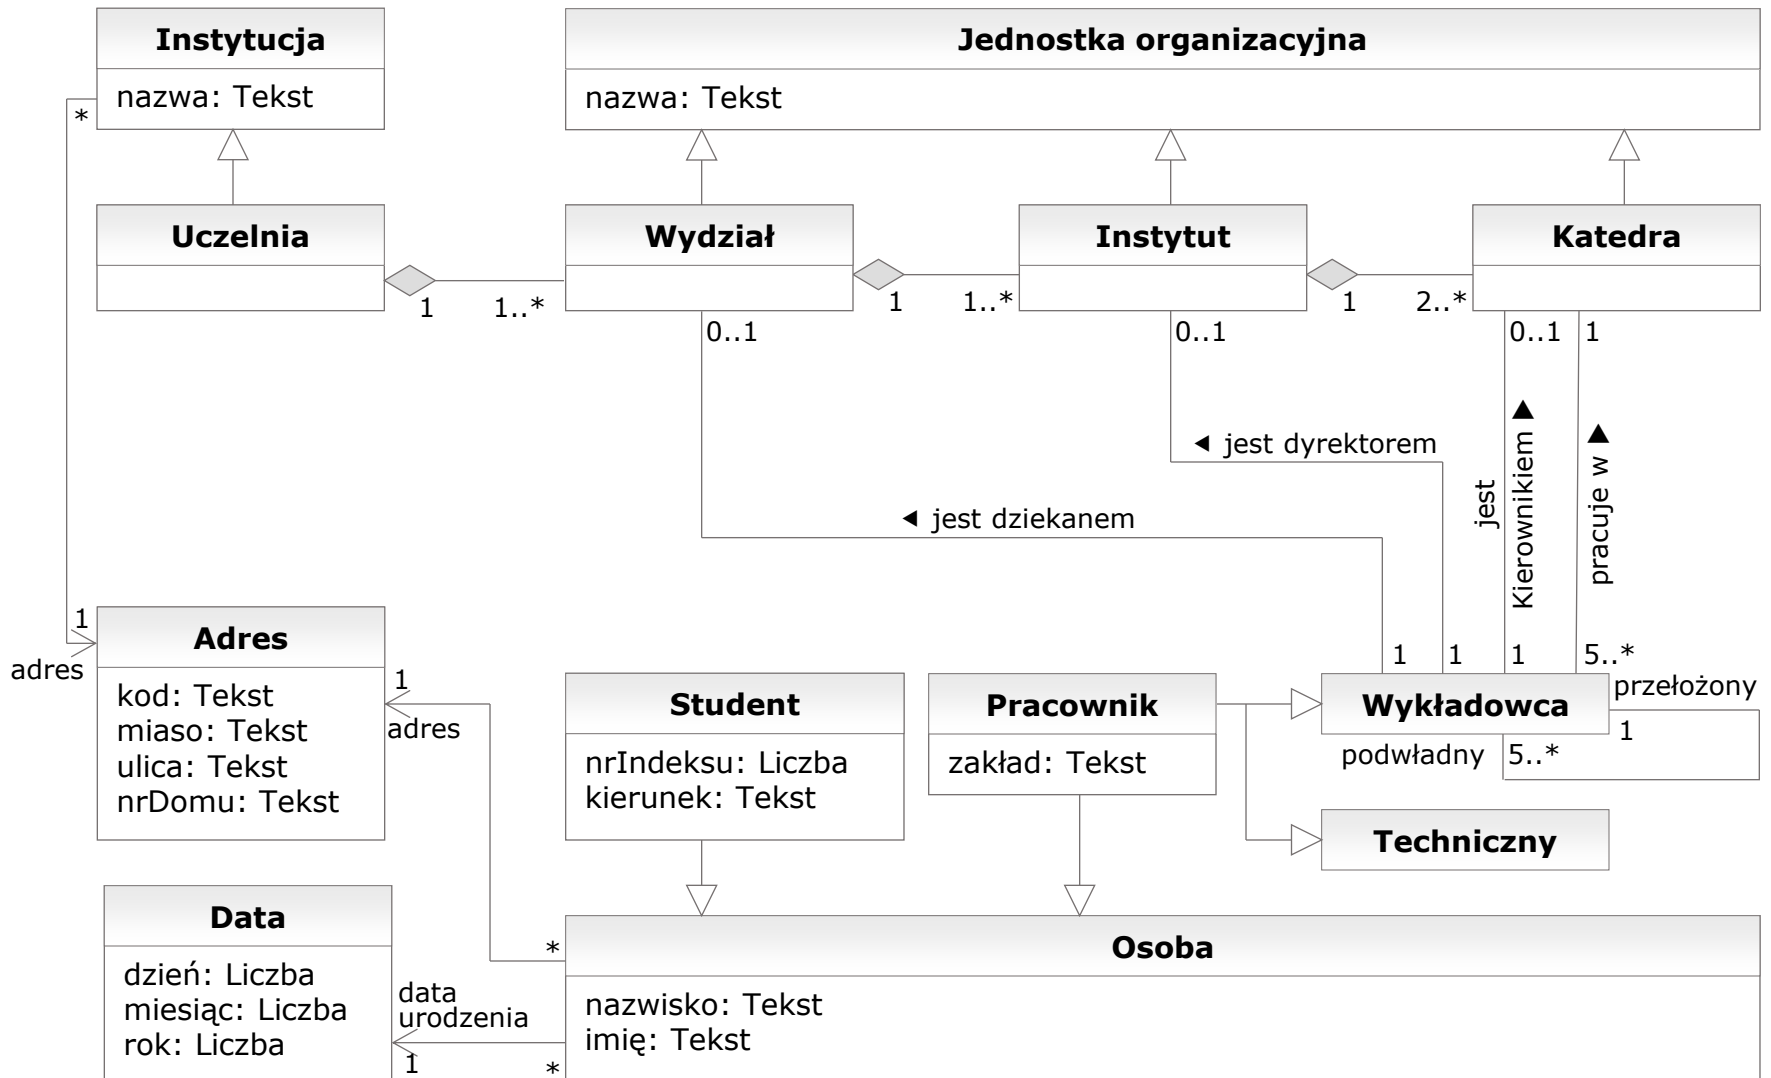 Instytucja
nazwa: Tekst
Jednostka organizacyjna
nazwa: Tekst
*
Uczelnia
Wydział
Instytut
Katedra
1
1..*
1
1..*
1
2..*
0..1
0..1
0..1
1
jest
Kierownikiem ▶
pracuje w ▶
◀ jest dyrektorem
◀ jest dziekanem
1
adres
Adres
kod: Tekst
miaso: Tekst
ulica: Tekst
nrDomu: Tekst
1
adres
Student
nrIndeksu: Liczba
kierunek: Tekst
Pracownik
zakład: Tekst
1
1
1
5..*
przełożony
Wykładowca
1
podwładny
5..*
Techniczny
Data
dzień: Liczba
miesiąc: Liczba
rok: Liczba
*
data
urodzenia
1
*
Osoba
nazwisko: Tekst
imię: Tekst